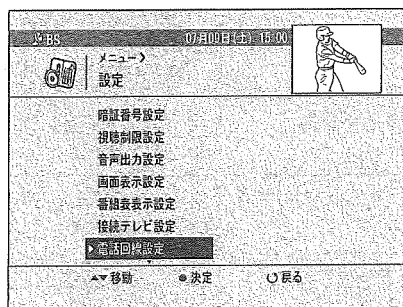 BS 07月09日(土) 15:00
メニュー〉
設定
暗証番号設定
視聴制限設定
音声出力設定
画面表示設定
番組表表示設定
接続テレビ設定
電話回線設定
移動 決定 戻る